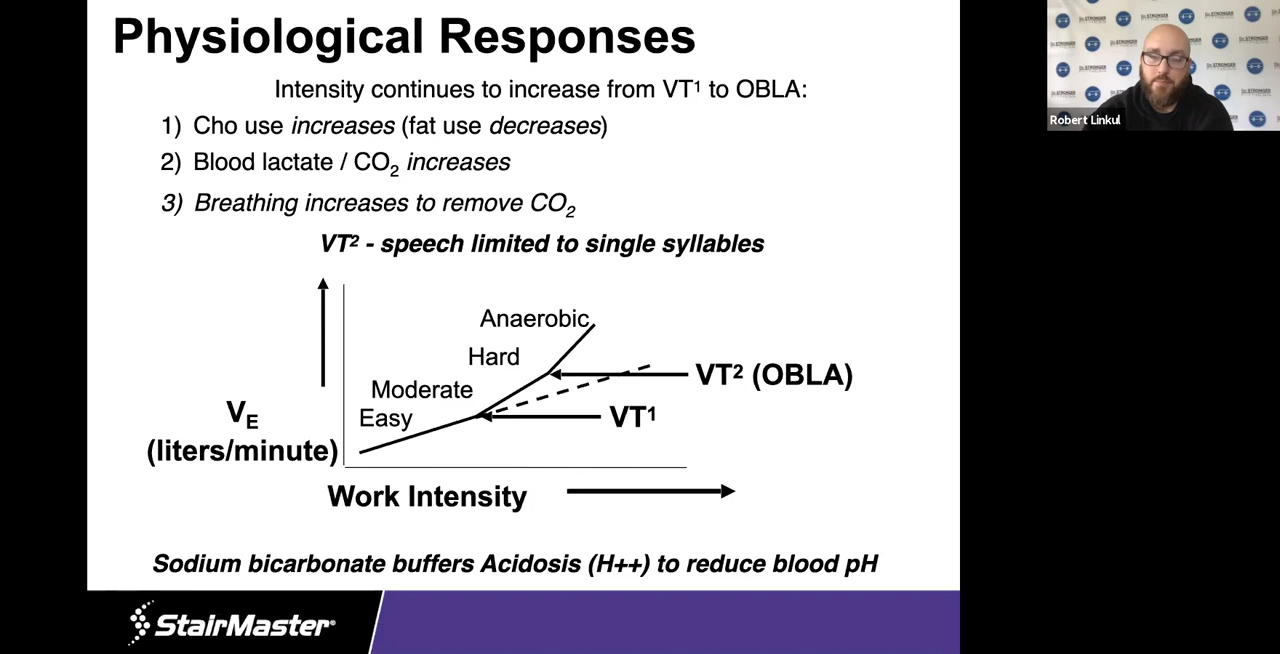 Physiological Responses
Intensity continues to increase from VT¹ to OBLA:
1) Cho use increases (fat use decreases)
2) Blood lactate / CO₂ increases
3) Breathing increases to remove CO₂
VT² - speech limited to single syllables
Anaerobic
Hard
VT² (OBLA)
Moderate
Easy
VT¹
VE
(liters/minute)
Work Intensity
Sodium bicarbonate buffers Acidosis (H++) to reduce blood pH
StairMaster
Robert Linkul